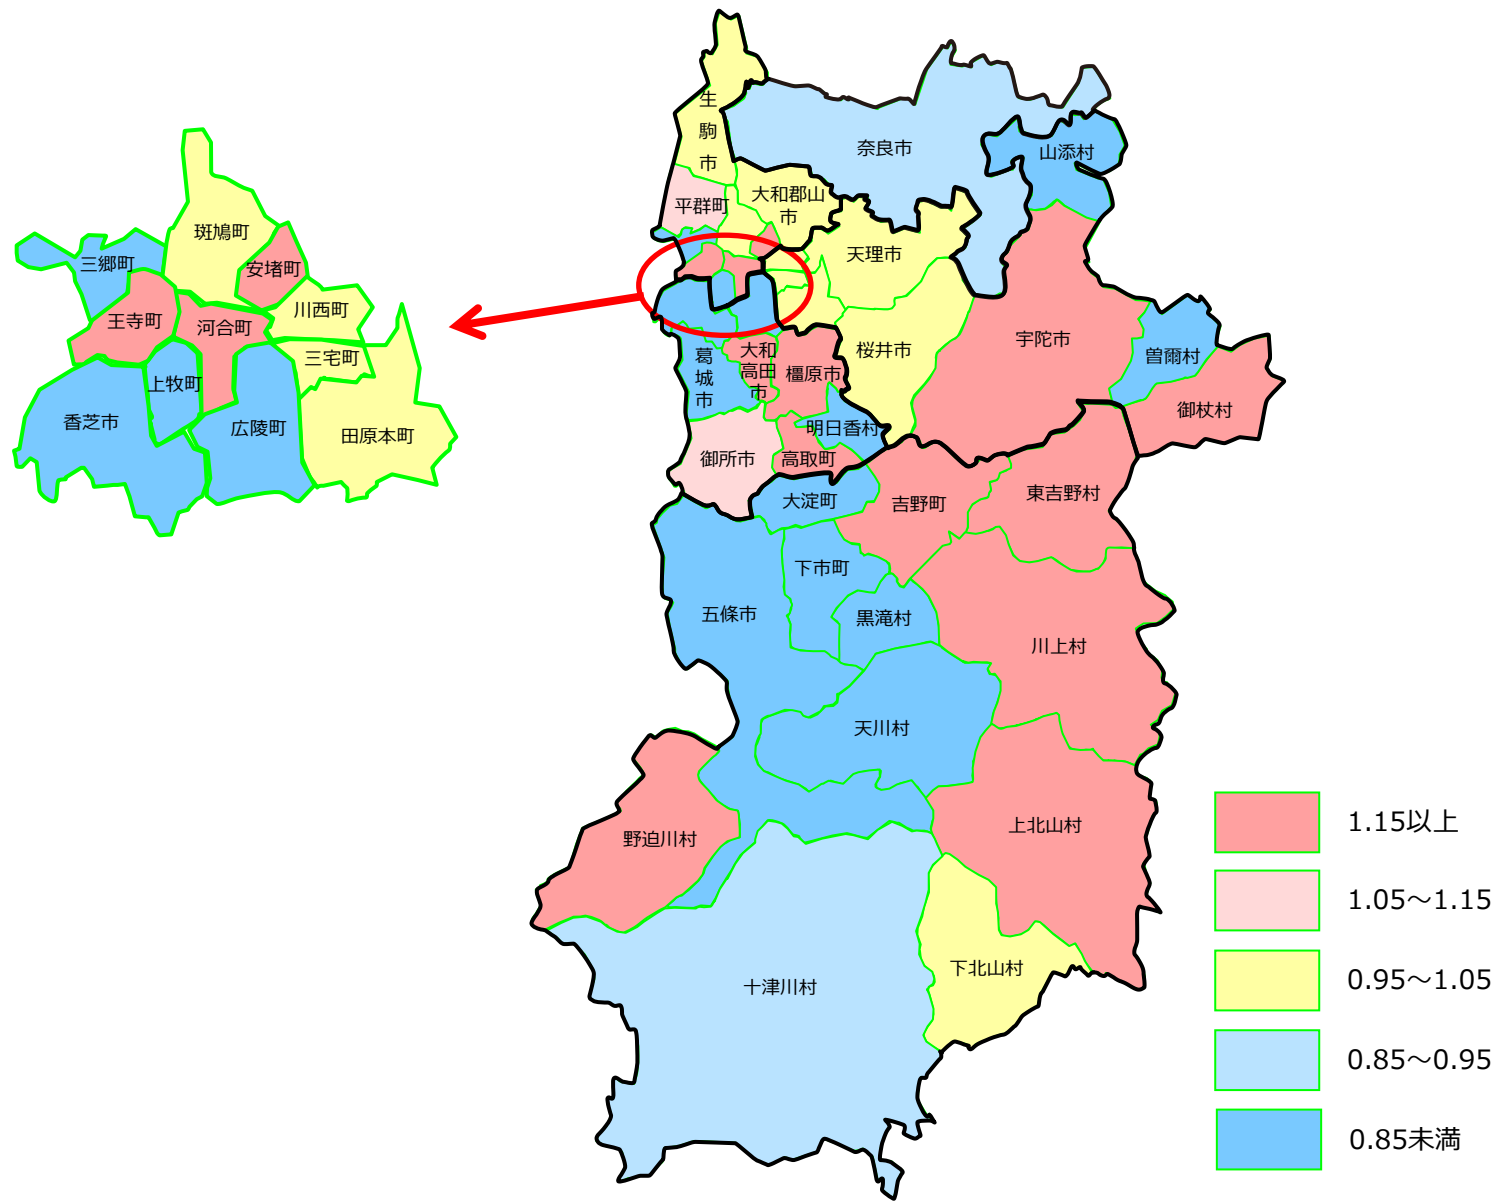 生
駒
市
奈良市
山添村
平群町
大和郡山
市
天理市
斑鳩町
三郷町
安堵町
川西町
王寺町
河合町
三宅町
上牧町
香芝市
広陵町
田原本町
宇陀市
曽爾村
御杖村
桜井市
葛
城
市
大和
高田
市
橿原市
明日香村
御所市
高取町
大淀町
吉野町
東吉野村
下市町
五條市
黒滝村
川上村
天川村
野迫川村
上北山村
下北山村
十津川村
1.15以上
1.05～1.15
0.95～1.05
0.85～0.95
0.85未満